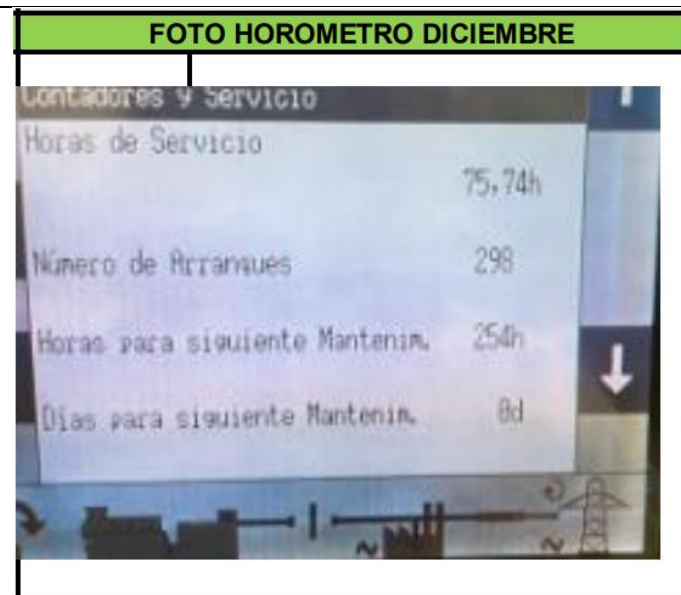 FOTO HOROMETRO DICIEMBRE
Contadores y Servicio
Horas de Servicio
75,74h
Número de Arranques 298
Horas para siguiente Mantenim. 254h
Días para siguiente Mantenim. 0d